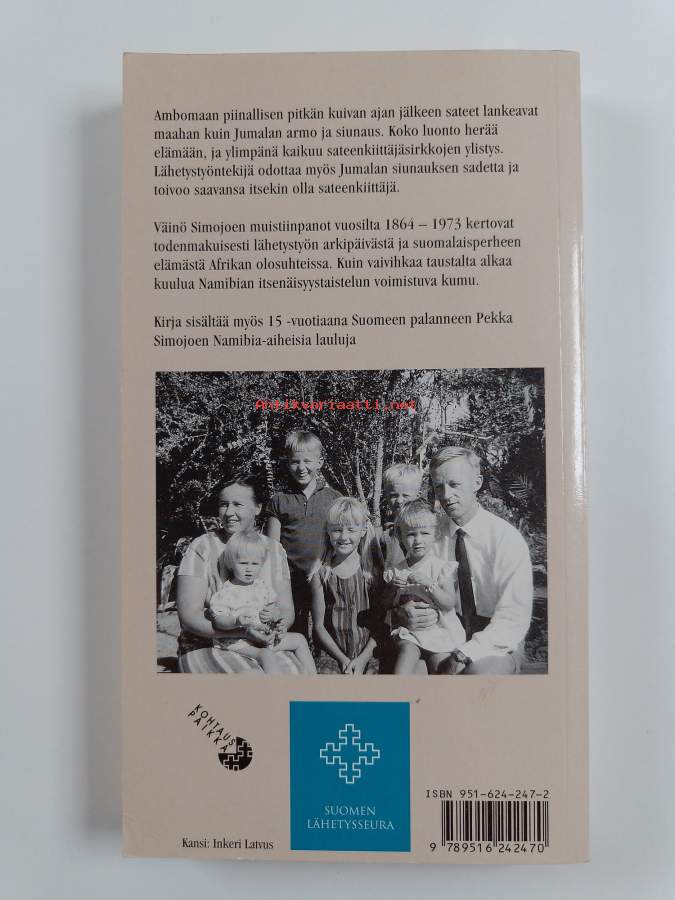 Ambomaan piinallisen pitkän kuivan ajan jälkeen sateet lankeavat
maahan kuin Jumalan armo ja siunaus. Koko luonto herää
elämään, ja ylimpänä kaikuu sateenkiittäjäsirkkojen ylistys.
Lähetystyöntekijä odottaa myös Jumalan siunauksen sadetta ja
toivoo saavansa itsekin olla sateenkiittäjä.
Väinö Simojoen muistiinpanot vuosilta 1864 – 1973 kertovat
todenmakuisesti lähetystyön arkipäivästä ja suomalaisperheen
elämästä Afrikan olosuhteissa. Kuin vaivihkaa taustalta alkaa
kuulua Namibian itsenäisyystaistelun voimistuva kumu.
Kirja sisältää myös 15 -vuotiaana Suomeen palanneen Pekka
Simojoen Namibia-aiheisia lauluja
Antikvariaatti.net
KOHTAUS
PAIKKA
SUOMEN
LÄHETYSSEURA
Kansi: Inkeri Latvus
ISBN 951-624-247-2
9 789516 242470